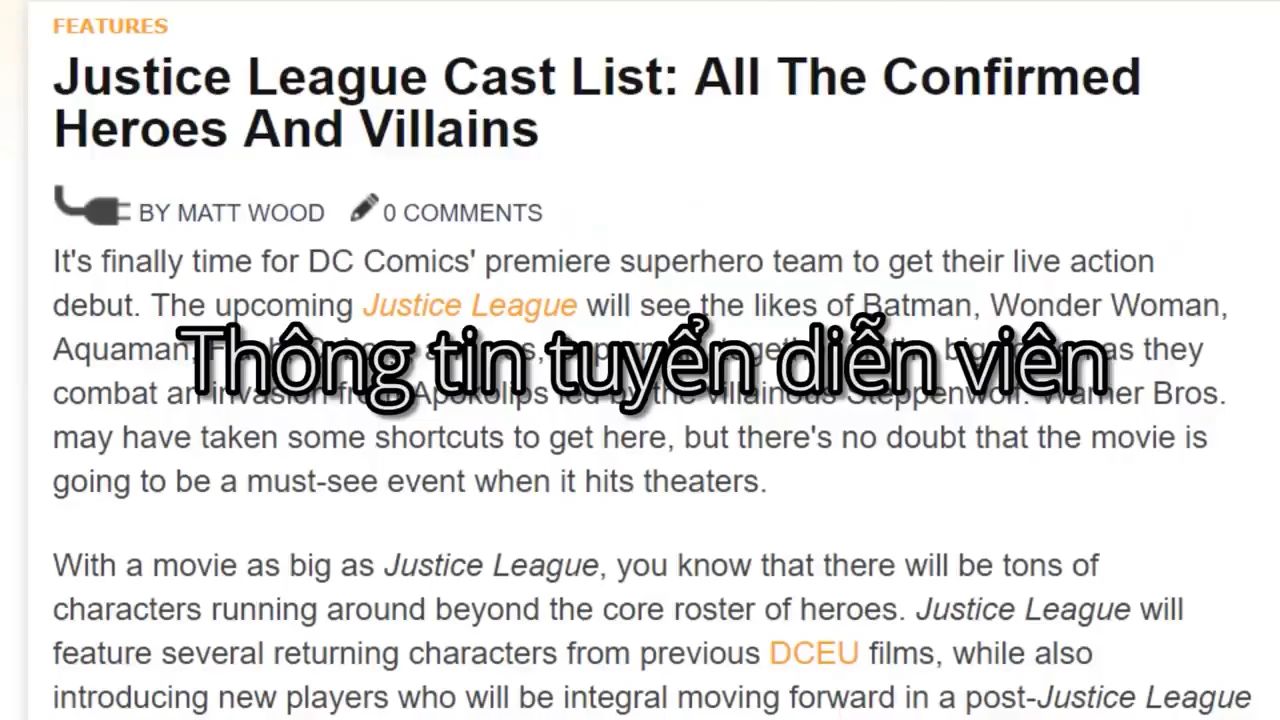 FEATURES
Justice League Cast List: All The Confirmed
Heroes And Villains
BY MATT WOOD 0 COMMENTS
It's finally time for DC Comics' premiere superhero team to get their live action
debut. The upcoming Justice League will see the likes of Batman, Wonder Woman,
Aquaman, as they
Thông tin tuyển diễn viên
combat an invasion from Apokolips led by the villainous Steppenwolf. Warner Bros.
may have taken some shortcuts to get here, but there's no doubt that the movie is
going to be a must-see event when it hits theaters.
With a movie as big as Justice League, you know that there will be tons of
characters running around beyond the core roster of heroes. Justice League will
feature several returning characters from previous DCEU films, while also
introducing new players who will be integral moving forward in a post-Justice League